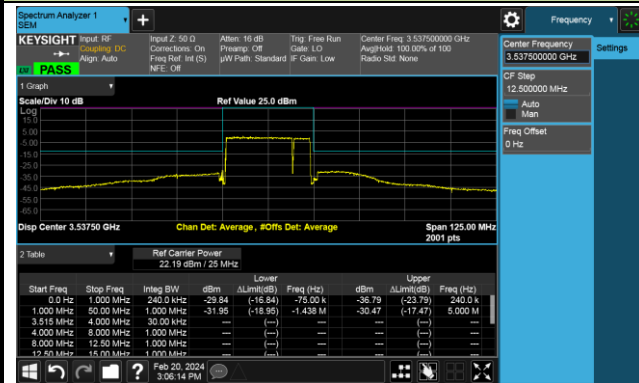 Spectrum Analyzer 1
SEM
Frequency
KEYSIGHT
Input: RF
Coupling: DC
Align: Auto
Input Z: 50 Ω
Corrections: On
Freq Ref: Int (S)
NFE: Off
Atten: 16 dB
Preamp: Off
µW Path: Standard
Trig: Free Run
Gate: LO
IF Gain: Low
Center Freq: 3.537500000 GHz
Avg|Hold: 100.00% of 100
Radio Std: None
PASS
Center Frequency
3.537500000 GHz
Settings
CF Step
12.500000 MHz
Auto
Man
Freq Offset
0 Hz
1 Graph
Scale/Div 10 dB
Ref Value 25.0 dBm
Log
15.0
5.00
-5.00
-15.0
-25.0
-35.0
-45.0
-55.0
-65.0
Disp Center 3.53750 GHz
Chan Det: Average, #Offs Det: Average
Span 125.00 MHz
2001 pts
2 Table
Ref Carrier Power
22.19 dBm / 25 MHz
Lower Upper
Start Freq Stop Freq Integ BW dBm ΔLimit(dB) Freq (Hz) dBm ΔLimit(dB) Freq (Hz)
0.0 Hz 1.000 MHz 240.0 kHz -29.84 (-16.84) -75.00 k -36.79 (-23.79) 240.0 k
1.000 MHz 50.00 MHz 1.000 MHz -31.95 (-18.95) -1.438 M -30.47 (-17.47) 5.000 M
3.515 MHz 4.000 MHz 30.00 kHz --- (---) --- --- (---) ---
4.000 MHz 8.000 MHz 1.000 MHz --- (---) --- --- (---) ---
8.000 MHz 12.50 MHz 1.000 MHz --- (---) --- --- (---) ---
12.50 MHz 15.00 MHz 1.000 MHz --- (---) --- --- (---) ---
Feb 20, 2024
3:06:14 PM